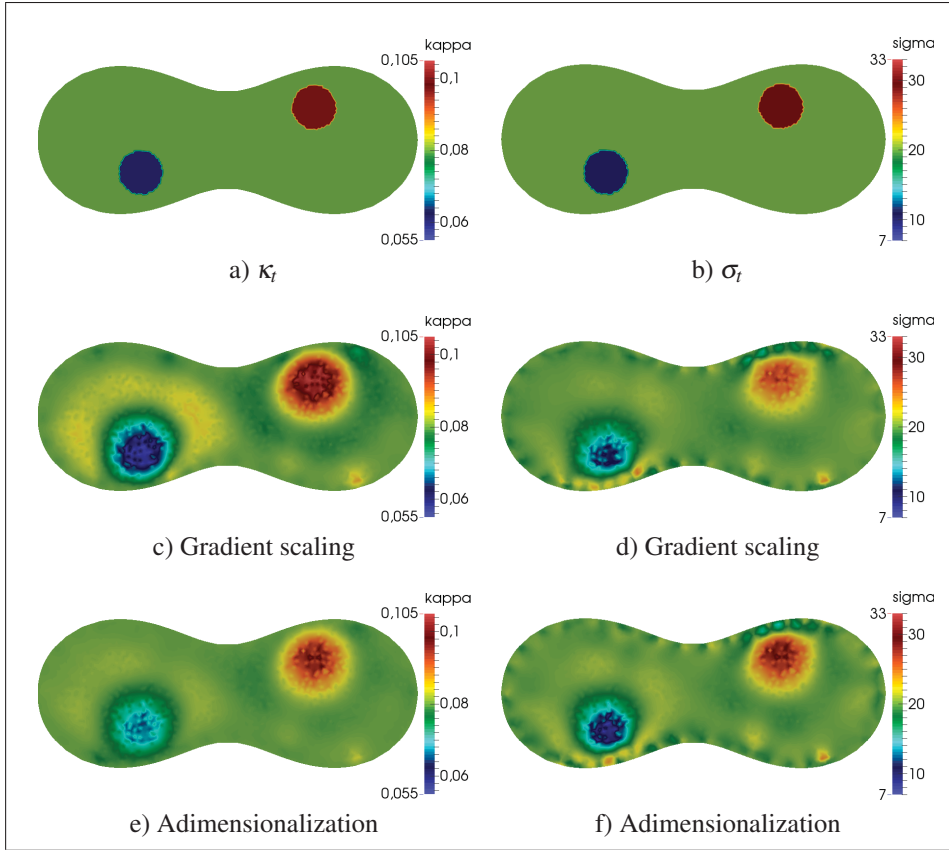 kappa
0,105
0,1
0,08
0,06
0,055
a) κt
sigma
33
30
20
10
7
b) σt
kappa
0,105
0,1
0,08
0,06
0,055
c) Gradient scaling
sigma
33
30
20
10
7
d) Gradient scaling
kappa
0,105
0,1
0,08
0,06
0,055
e) Adimensionalization
sigma
33
30
20
10
7
f) Adimensionalization